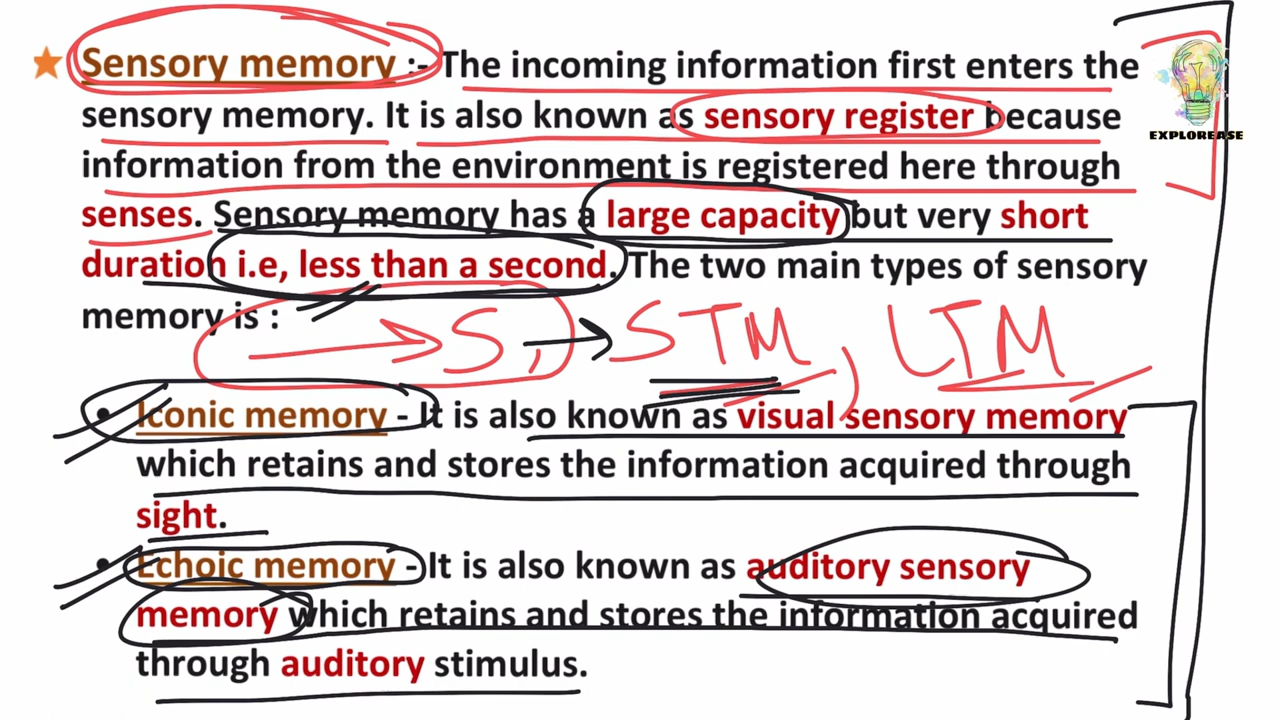 Sensory memory :- The incoming information first enters the
sensory memory. It is also known as sensory register because
EXPLOREASE
information from the environment is registered here through
senses. Sensory memory has a large capacity but very short
duration i.e, less than a second. The two main types of sensory
memory is :
→ S, → STM, LTM
• Iconic memory - It is also known as visual sensory memory
which retains and stores the information acquired through
sight.
• Echoic memory - It is also known as auditory sensory
memory which retains and stores the information acquired
through auditory stimulus.